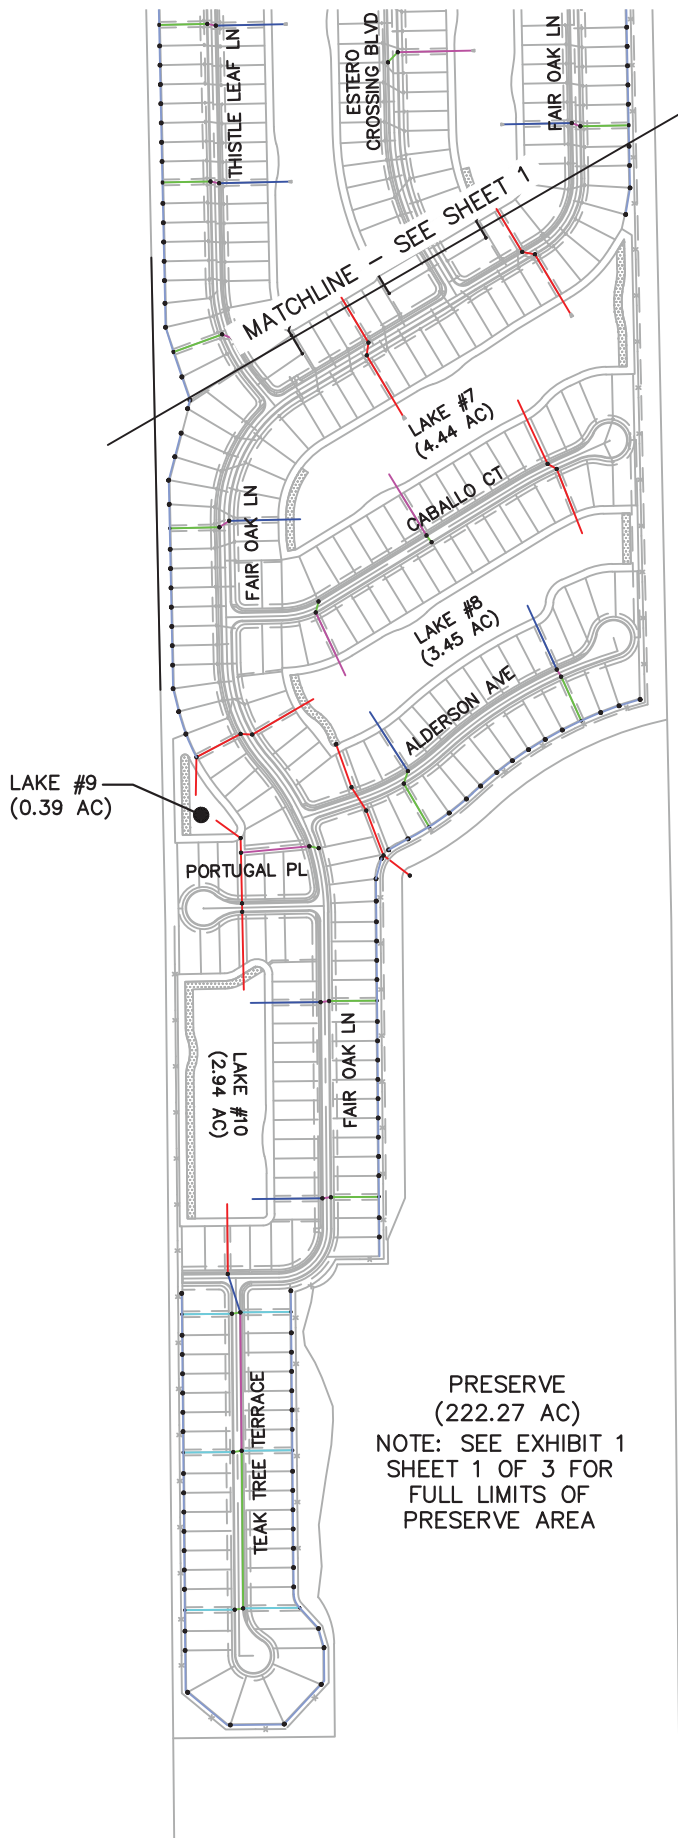 THISTLE LEAF LN
ESTERO
CROSSING BLVD
FAIR OAK LN
MATCHLINE - SEE SHEET 1
LAKE #7
(4.44 AC)
CABALLO CT
FAIR OAK LN
LAKE #8
(3.45 AC)
ALDERSON AVE
LAKE #9
(0.39 AC)
PORTUGAL PL
FAIR OAK LN
LAKE #10
(2.94 AC)
PRESERVE
(222.27 AC)
NOTE: SEE EXHIBIT 1
SHEET 1 OF 3 FOR
FULL LIMITS OF
PRESERVE AREA
TEAK TREE TERRACE